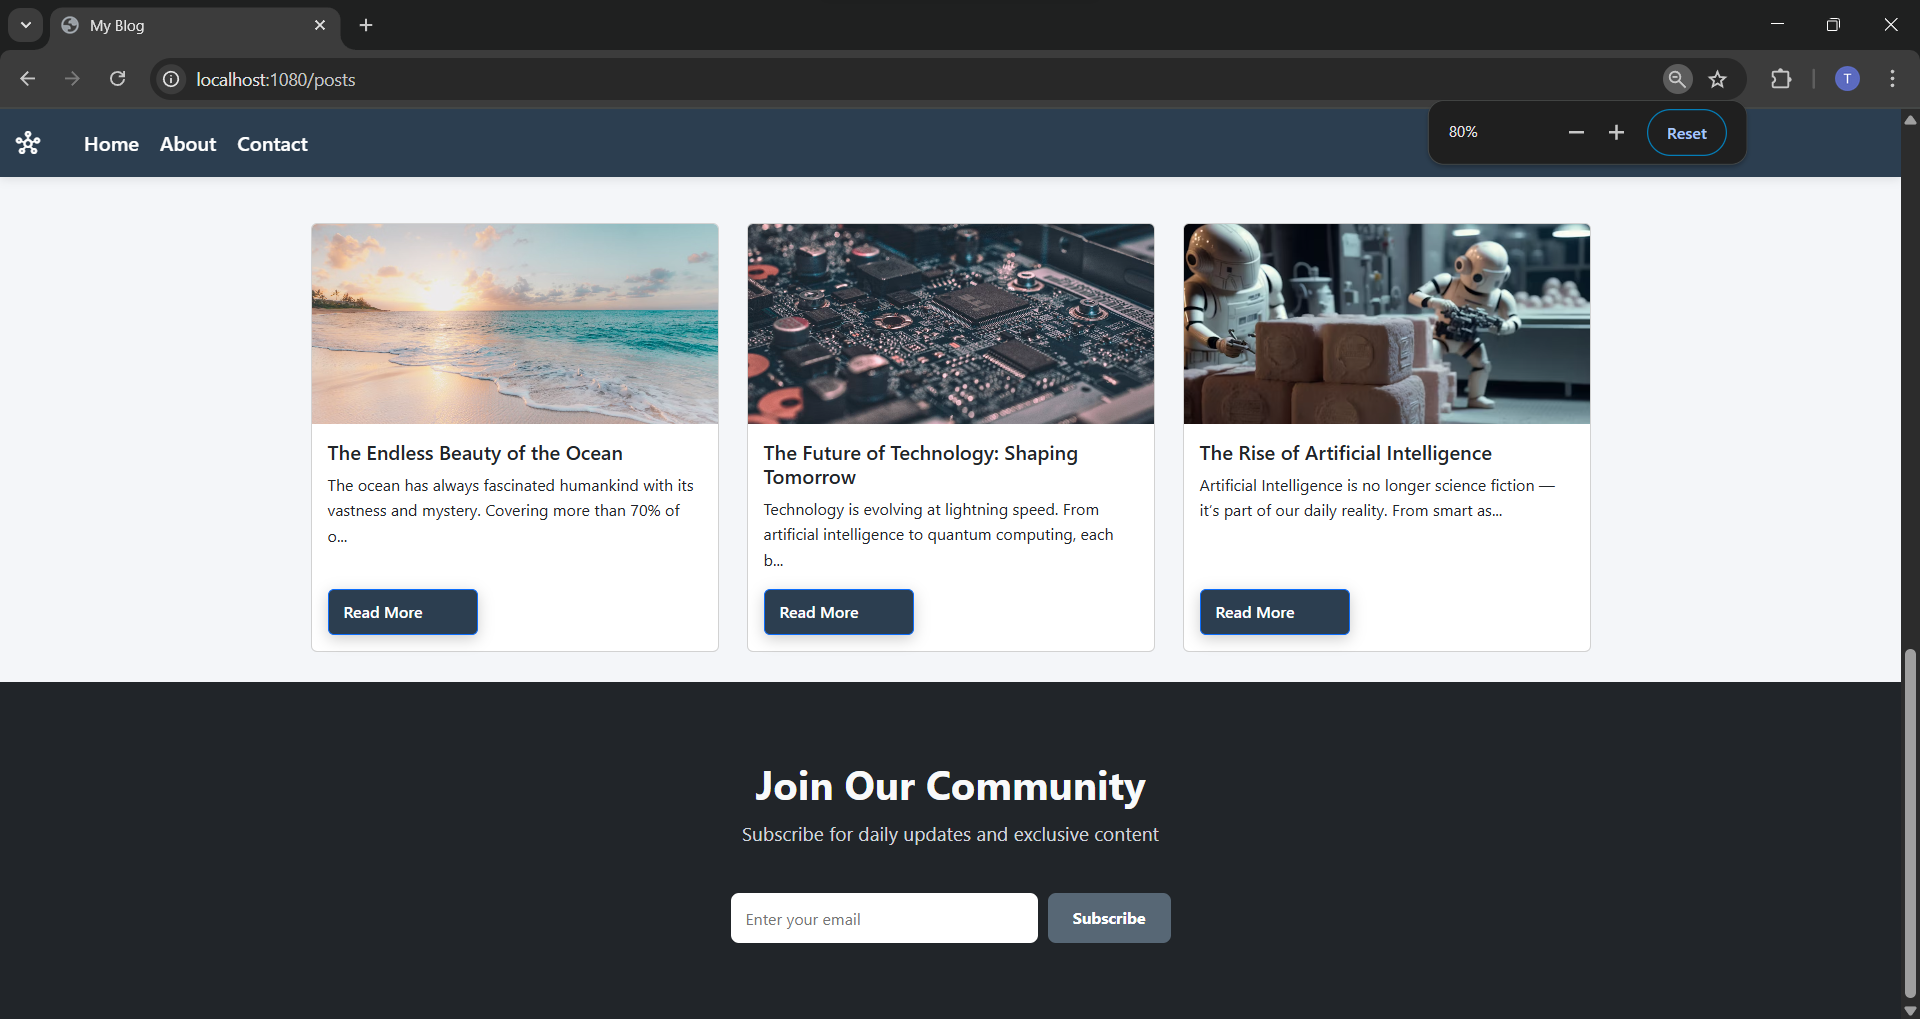 My Blog
localhost:1080/posts
T
80%
Reset
Home About Contact
The Endless Beauty of the Ocean
The ocean has always fascinated humankind with its
vastness and mystery. Covering more than 70% of
o...
Read More
The Future of Technology: Shaping
Tomorrow
Technology is evolving at lightning speed. From
artificial intelligence to quantum computing, each
b...
Read More
The Rise of Artificial Intelligence
Artificial Intelligence is no longer science fiction —
it's part of our daily reality. From smart as...
Read More
Join Our Community
Subscribe for daily updates and exclusive content
Enter your email
Subscribe